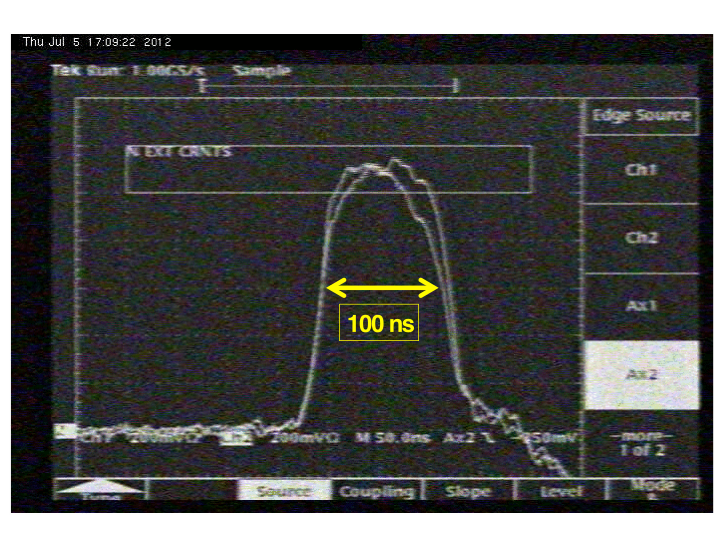 Thu Jul 5 17:09:22 2012
Tek Run: 1.00GS/s Sample
Edge Source
N EXT CRNTS
Ch1
Ch2
Ax1
100 ns
Ax2
Ch1 200mVΩ Ax2 200mVΩ M 50.0ns Ax2 -250mV
-more-
1 of 2
Type Source Coupling Slope Level Mode